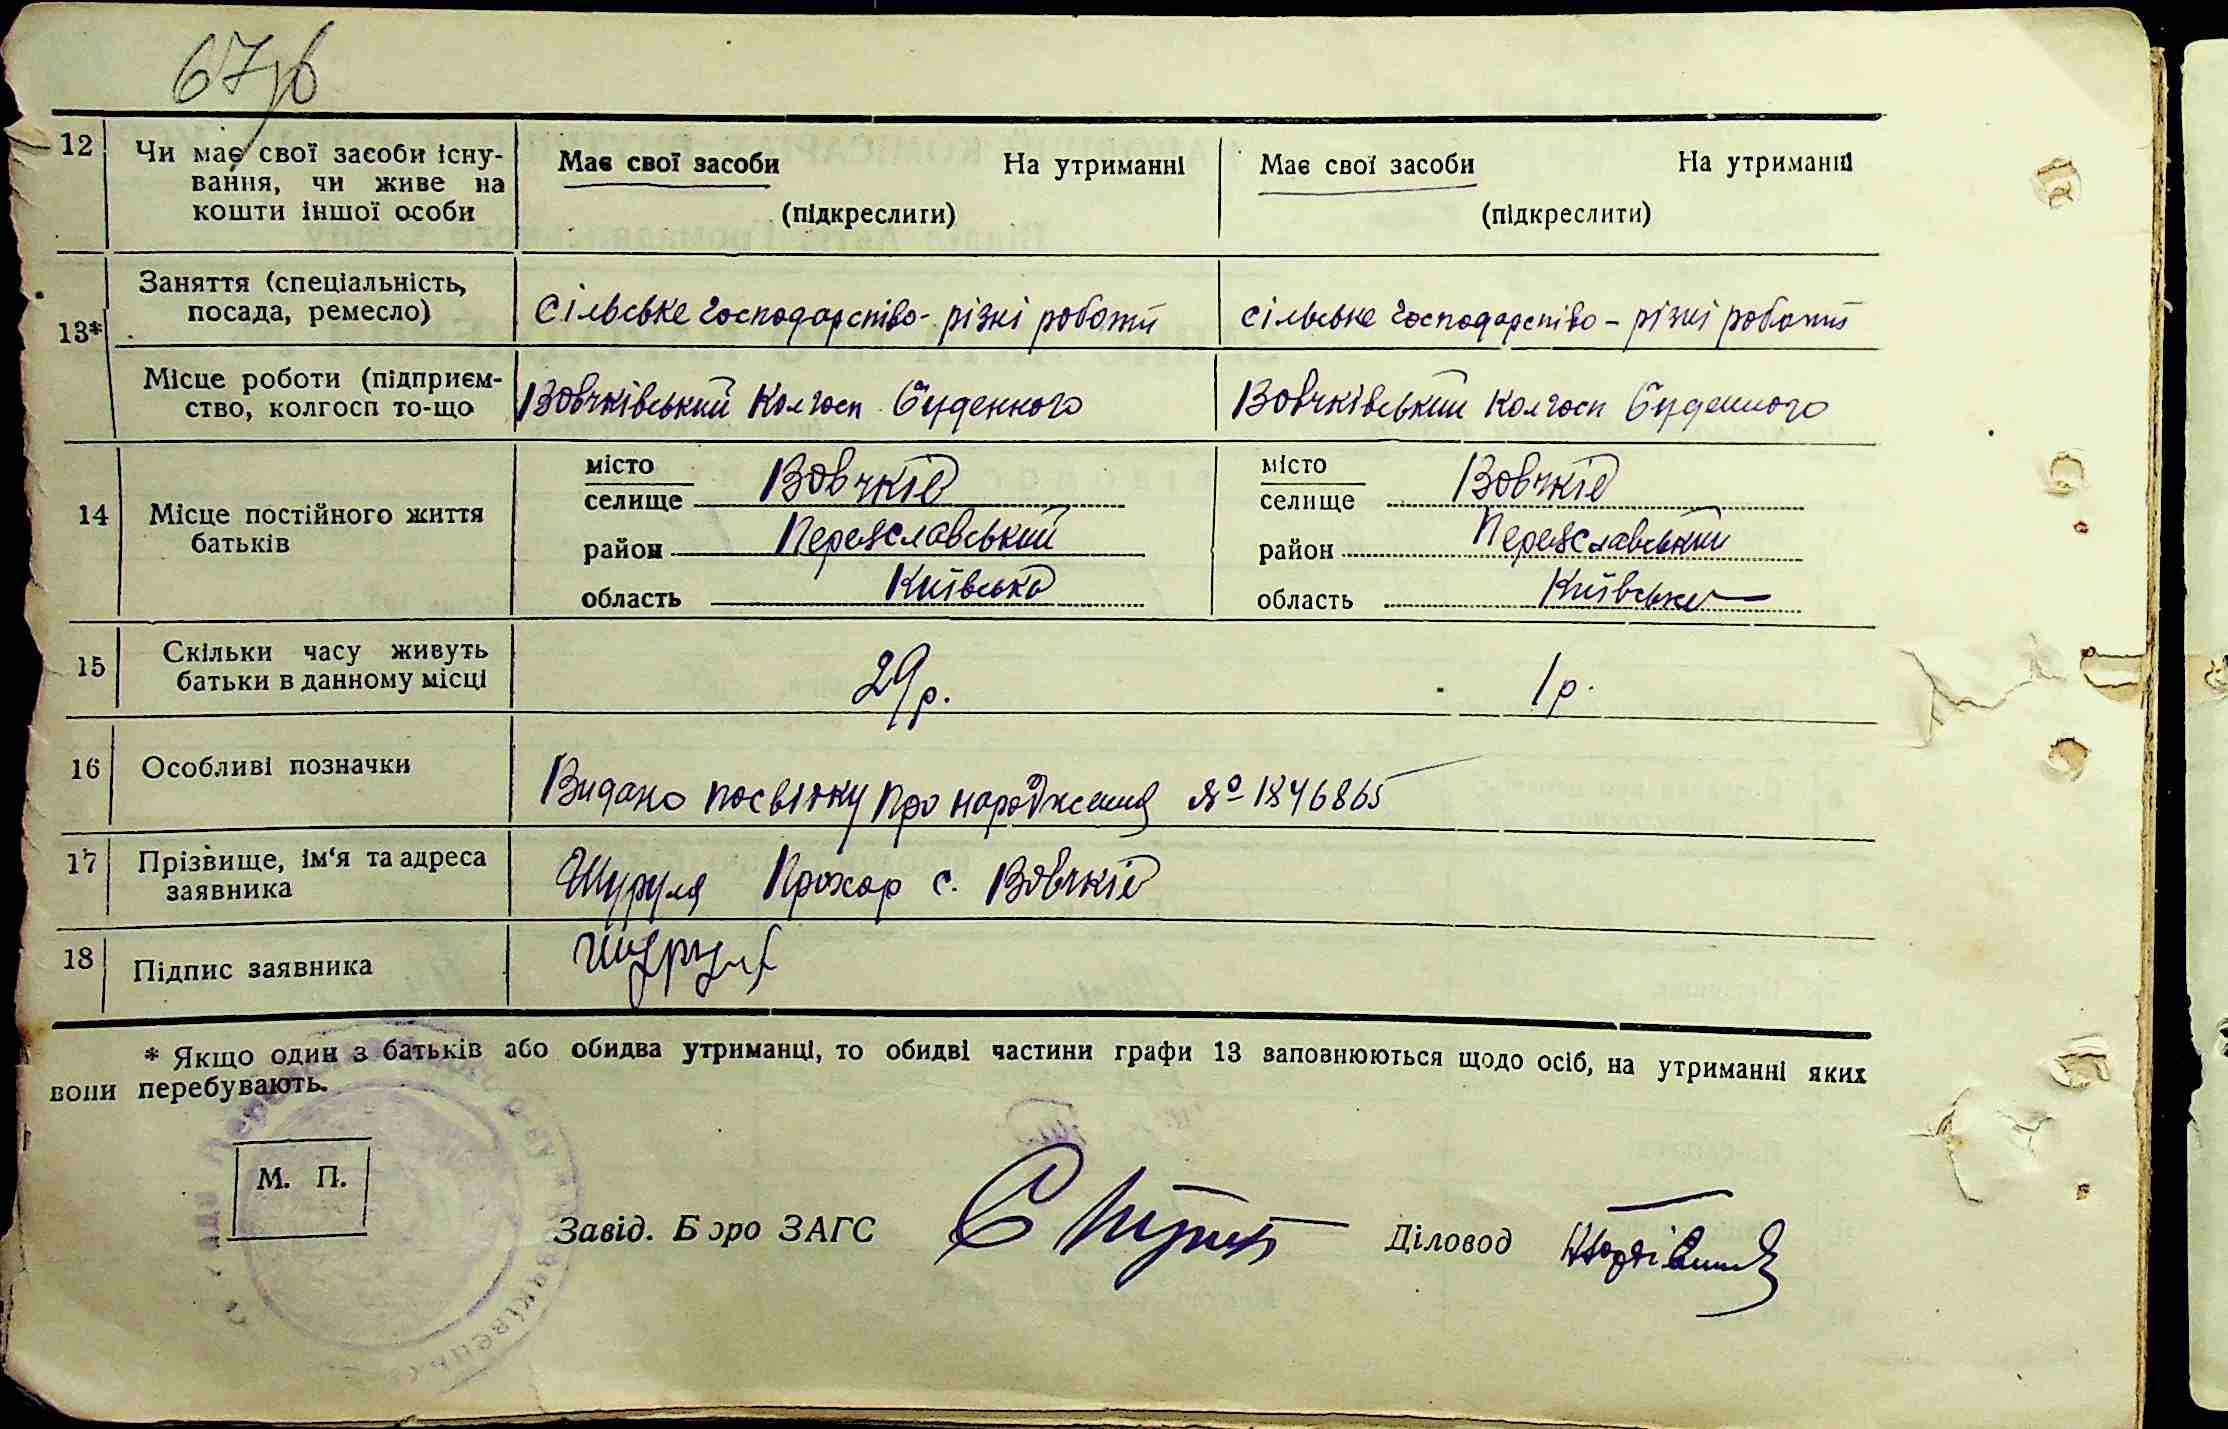 67зв
12 Чи має свої засоби існу- Має свої засоби На утриманні Має свої засоби На утриманні
вання, чи живе на
кошти іншої особи (підкреслити) (підкреслити)
Заняття (спеціальність,
посада, ремесло) Сільське господарство - різні роботи сільське господарство - різні роботи
13*
Місце роботи (підприєм-
ство, колгосп то-що Вовчківський колгосп Буденного Вовчківський колгосп Буденного
місто місто
селище Вовчків селище Вовчків
14 Місце постійного життя
батьків район Переяславський район Переяславський
область Київська область Київська
15 Скільки часу живуть
батьки в данному місці 29 р. 1 р.
16 Особливі позначки Видано посвідку про народження № 1846865
17 Прізвище, ім'я та адреса
заявника Шуруля Прохор с. Вовчків
18 Підпис заявника Шуруля
* Якщо один з батьків або обидва утриманці, то обидві частини графи 13 заповнюються щодо осіб, на утриманні яких
вони перебувають.
М. П.
Завід. Бюро ЗАГС Діловод